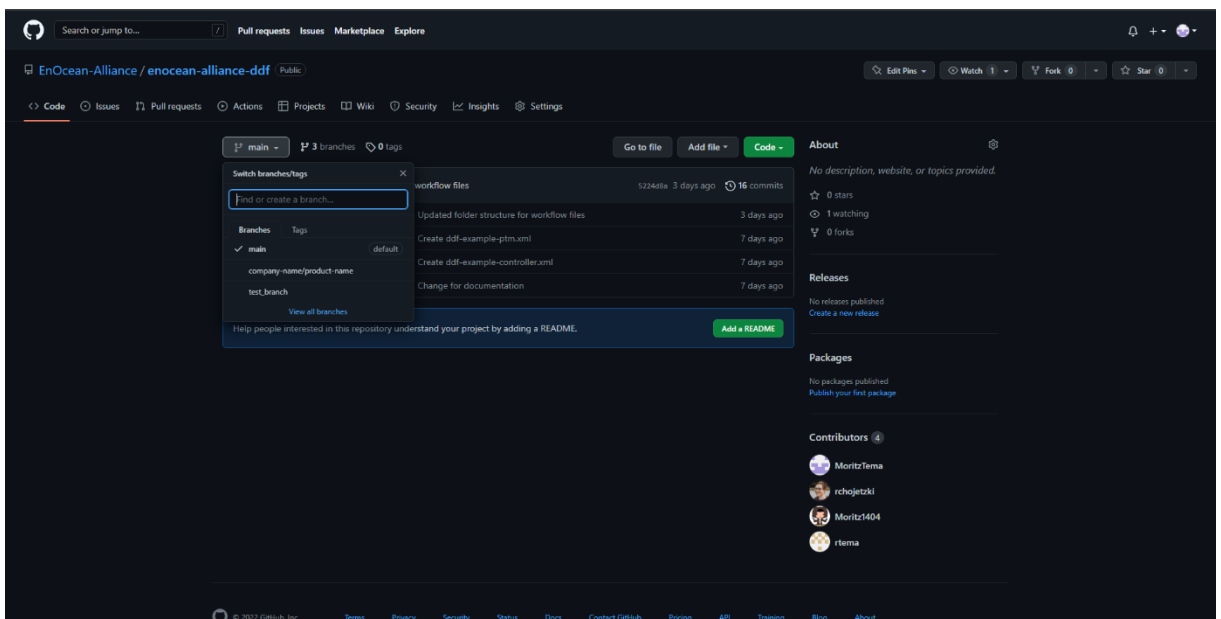 Search or jump to... / Pull requests Issues Marketplace Explore
EnOcean-Alliance / enocean-alliance-ddf Public Edit Pins Watch 1 Fork 0 Star 0
<> Code Issues Pull requests Actions Projects Wiki Security Insights Settings
main 3 branches 0 tags Go to file Add file Code
Switch branches/tags
Find or create a branch...
Branches Tags
main default
company-name/product-name
test_branch
View all branches
workflow files 5224d8a 3 days ago 16 commits
Updated folder structure for workflow files 3 days ago
Create ddf-example-ptm.xml 7 days ago
Create ddf-example-controller.xml 7 days ago
Change for documentation 7 days ago
Help people interested in this repository understand your project by adding a README. Add a README
About
No description, website, or topics provided.
0 stars
1 watching
0 forks
Releases
No releases published
Create a new release
Packages
No packages published
Publish your first package
Contributors 4
MoritzTema
rchojetzki
Moritz1404
rtema
© 2022 GitHub, Inc. Terms Privacy Security Status Docs Contact GitHub Pricing API Training Blog About